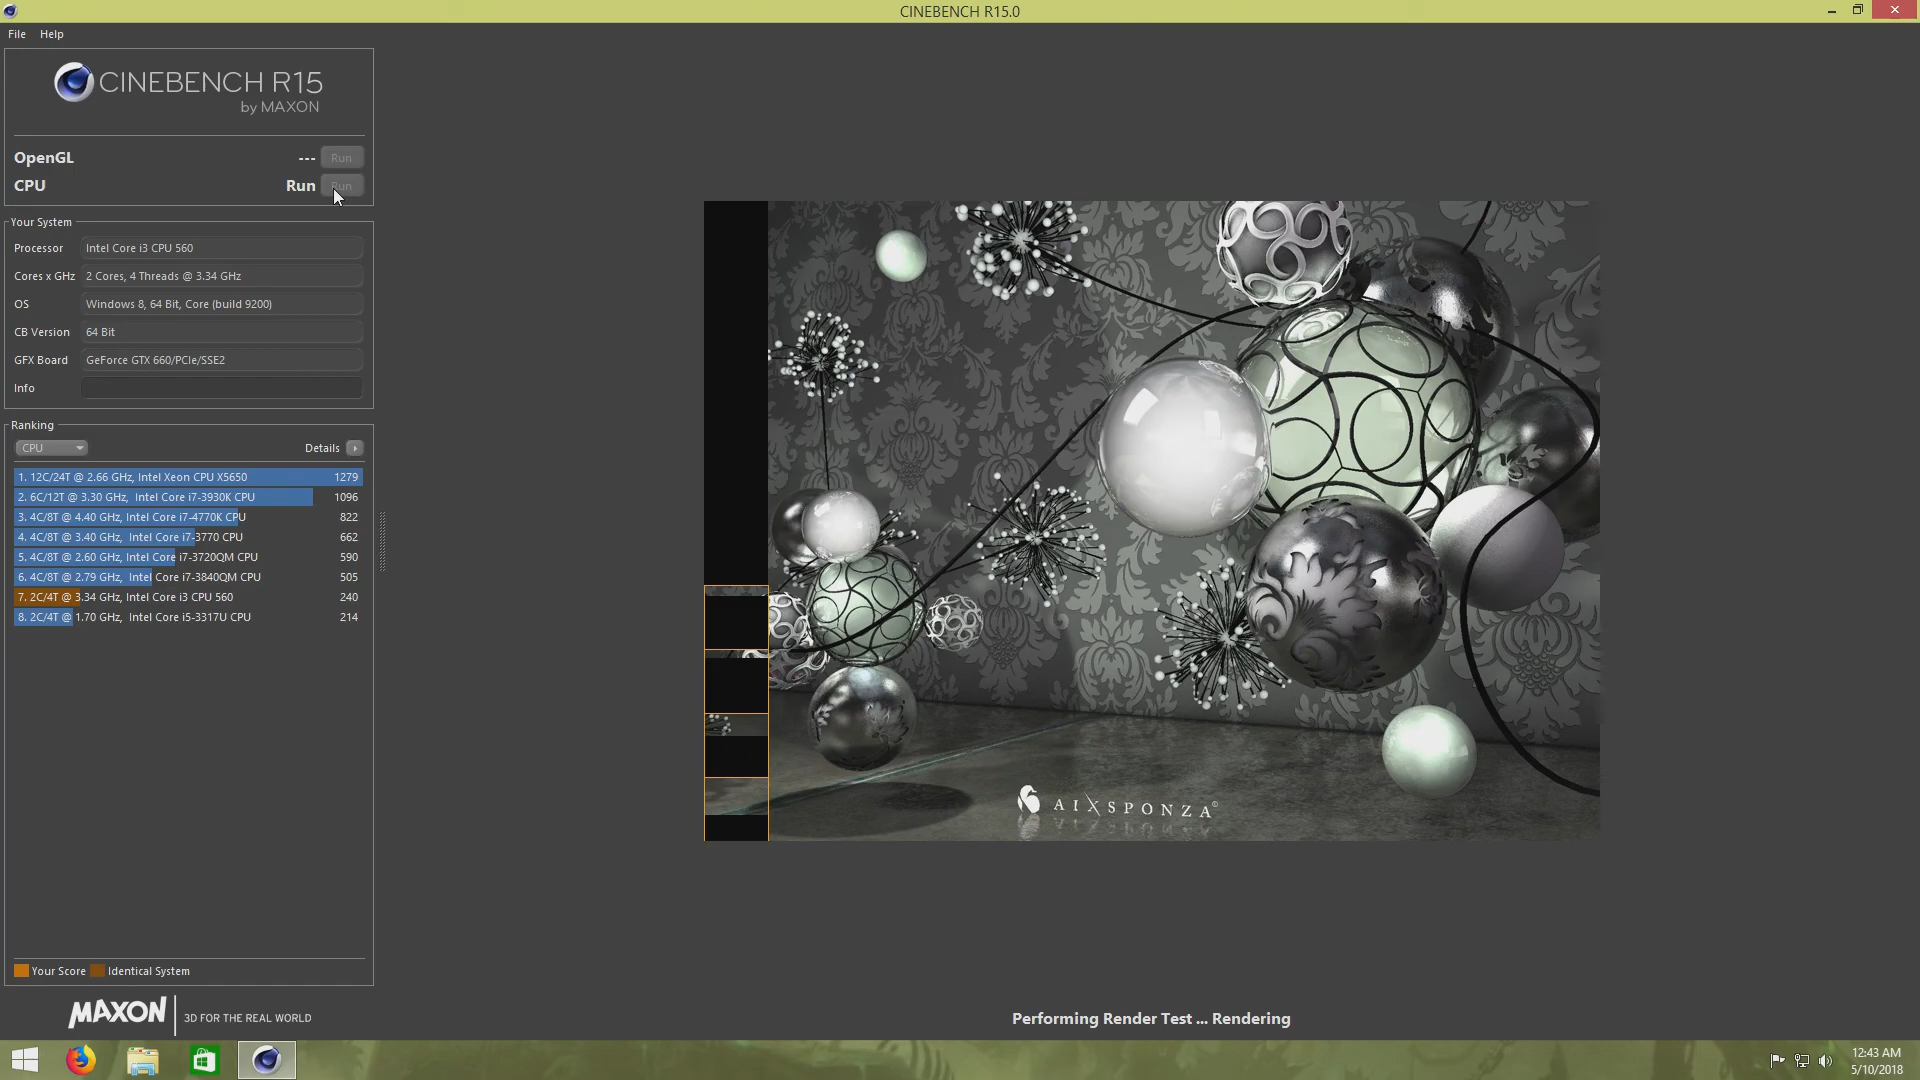 CINEBENCH R15.0
File Help
CINEBENCH R15
by MAXON
OpenGL --- Run
CPU Run Run
Your System
Processor Intel Core i3 CPU 560
Cores x GHz 2 Cores, 4 Threads @ 3.34 GHz
OS Windows 8, 64 Bit, Core (build 9200)
CB Version 64 Bit
GFX Board GeForce GTX 660/PCIe/SSE2
Info
Ranking
CPU Details
1. 12C/24T @ 2.66 GHz, Intel Xeon CPU X5650 1279
2. 6C/12T @ 3.30 GHz, Intel Core i7-3930K CPU 1096
3. 4C/8T @ 4.40 GHz, Intel Core i7-4770K CPU 822
4. 4C/8T @ 3.40 GHz, Intel Core i7-3770 CPU 662
5. 4C/8T @ 2.60 GHz, Intel Core i7-3720QM CPU 590
6. 4C/8T @ 2.79 GHz, Intel Core i7-3840QM CPU 505
7. 2C/4T @ 3.34 GHz, Intel Core i3 CPU 560 240
8. 2C/4T @ 1.70 GHz, Intel Core i5-3317U CPU 214
AIXSPONZA®
Your Score Identical System
MAXON 3D FOR THE REAL WORLD
Performing Render Test ... Rendering
12:43 AM
5/10/2018